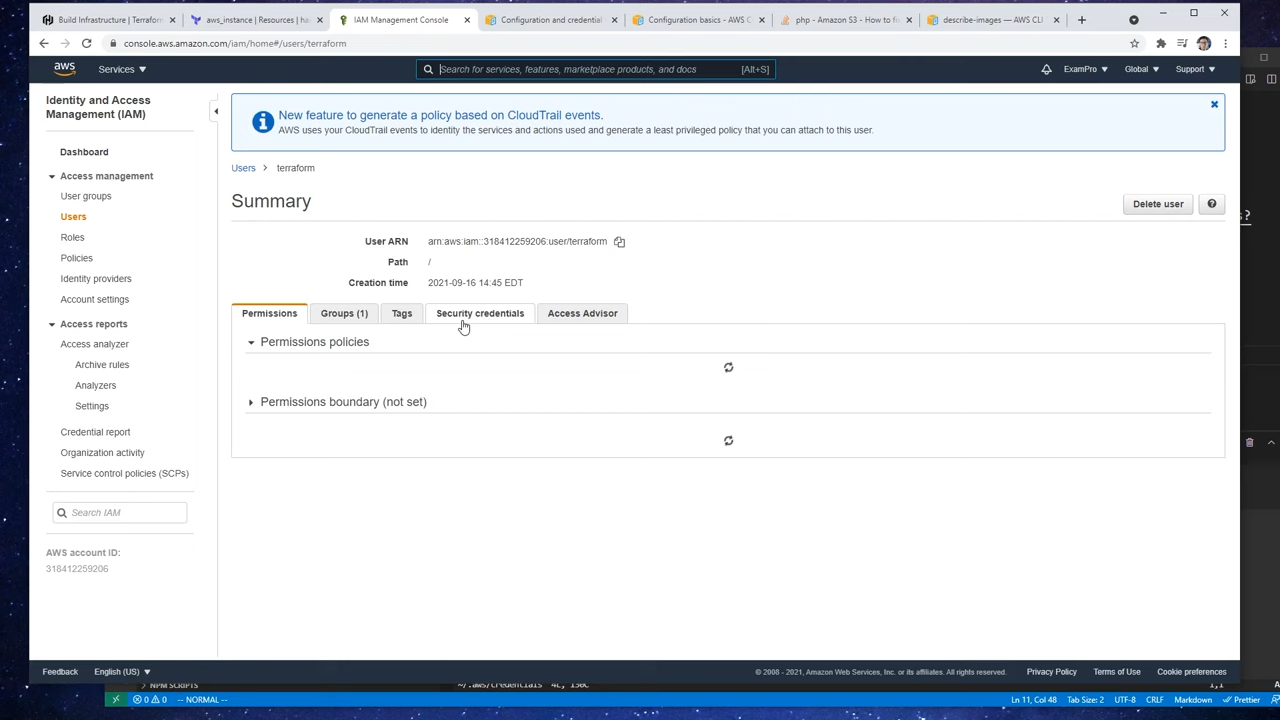 Build Infrastructure | Terraform
aws_instance | Resources | ha
IAM Management Console
Configuration and credential
Configuration basics - AWS C
php - Amazon S3 - How to fi
describe-images — AWS CLI
console.aws.amazon.com/iam/home#/users/terraform
aws
Services
Search for services, features, marketplace products, and docs
[Alt+S]
ExamPro
Global
Support
Identity and Access
Management (IAM)
Dashboard
Access management
User groups
Users
Roles
Policies
Identity providers
Account settings
Access reports
Access analyzer
Archive rules
Analyzers
Settings
Credential report
Organization activity
Service control policies (SCPs)
Search IAM
AWS account ID:
318412259206
New feature to generate a policy based on CloudTrail events.
AWS uses your CloudTrail events to identify the services and actions used and generate a least privileged policy that you can attach to this user.
Users
terraform
Summary
Delete user
User ARN
arn:aws:iam::318412259206:user/terraform
Path
/
Creation time
2021-09-16 14:45 EDT
Permissions
Groups (1)
Tags
Security credentials
Access Advisor
Permissions policies
Permissions boundary (not set)
Feedback
English (US)
© 2008 - 2021, Amazon Web Services, Inc. or its affiliates. All rights reserved.
Privacy Policy
Terms of Use
Cookie preferences
NPM SCRIPTS
~/.aws/credentials" 4L, 130C
1,1
0
0
-- NORMAL --
Ln 11, Col 48
Tab Size: 2
UTF-8
CRLF
Markdown
Prettier